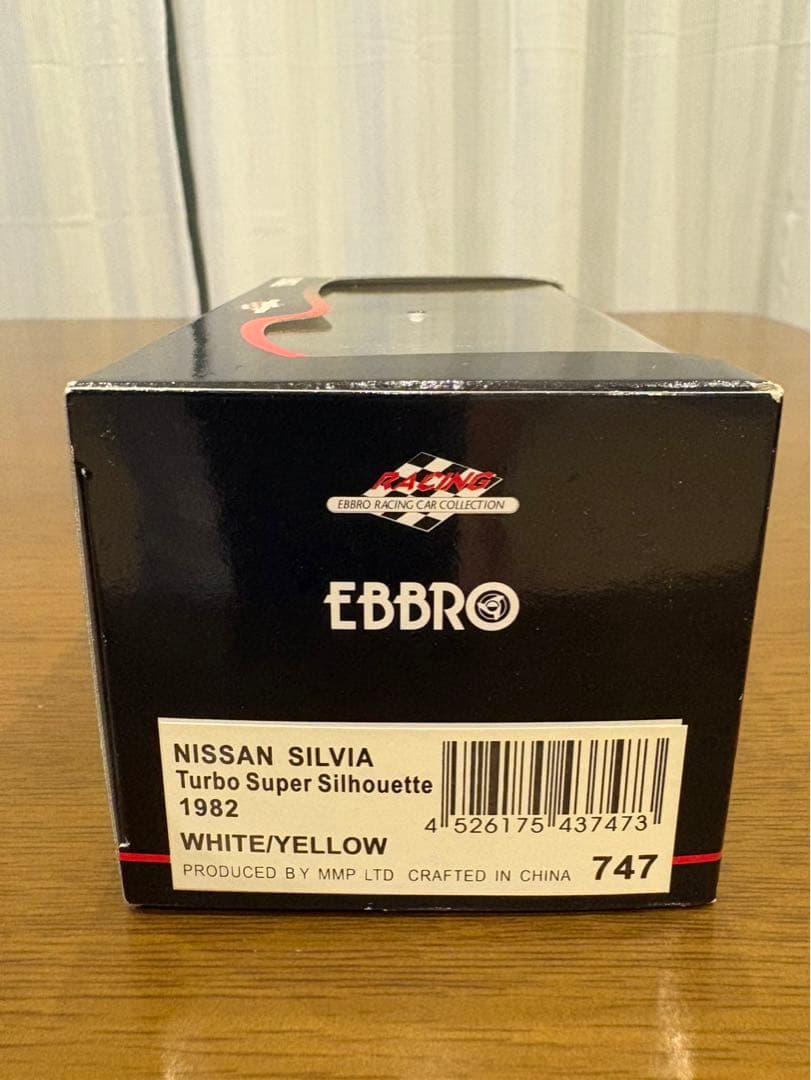 RACING
EBBRO RACING CAR COLLECTION
EBBRO
NISSAN SILVIA
Turbo Super Silhouette
1982
WHITE/YELLOW
4 526175 437473
PRODUCED BY MMP LTD CRAFTED IN CHINA 747